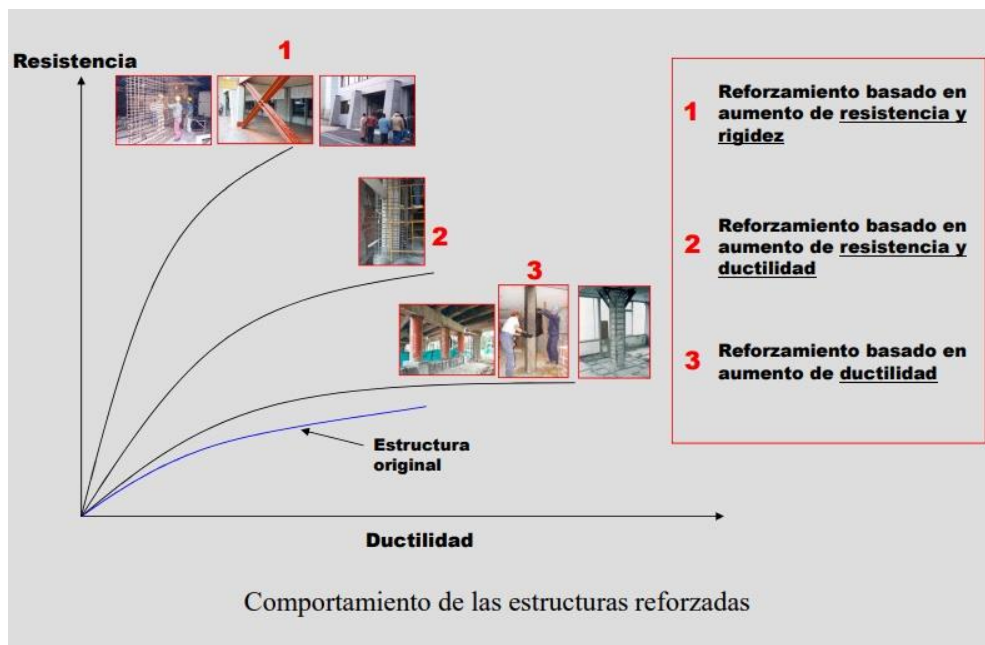 Resistencia
1
2
3
Estructura
original
Ductilidad
1
Reforzamiento basado en
aumento de resistencia y
rigidez
2
Reforzamiento basado en
aumento de resistencia y
ductilidad
3
Reforzamiento basado en
aumento de ductilidad
Comportamiento de las estructuras reforzadas